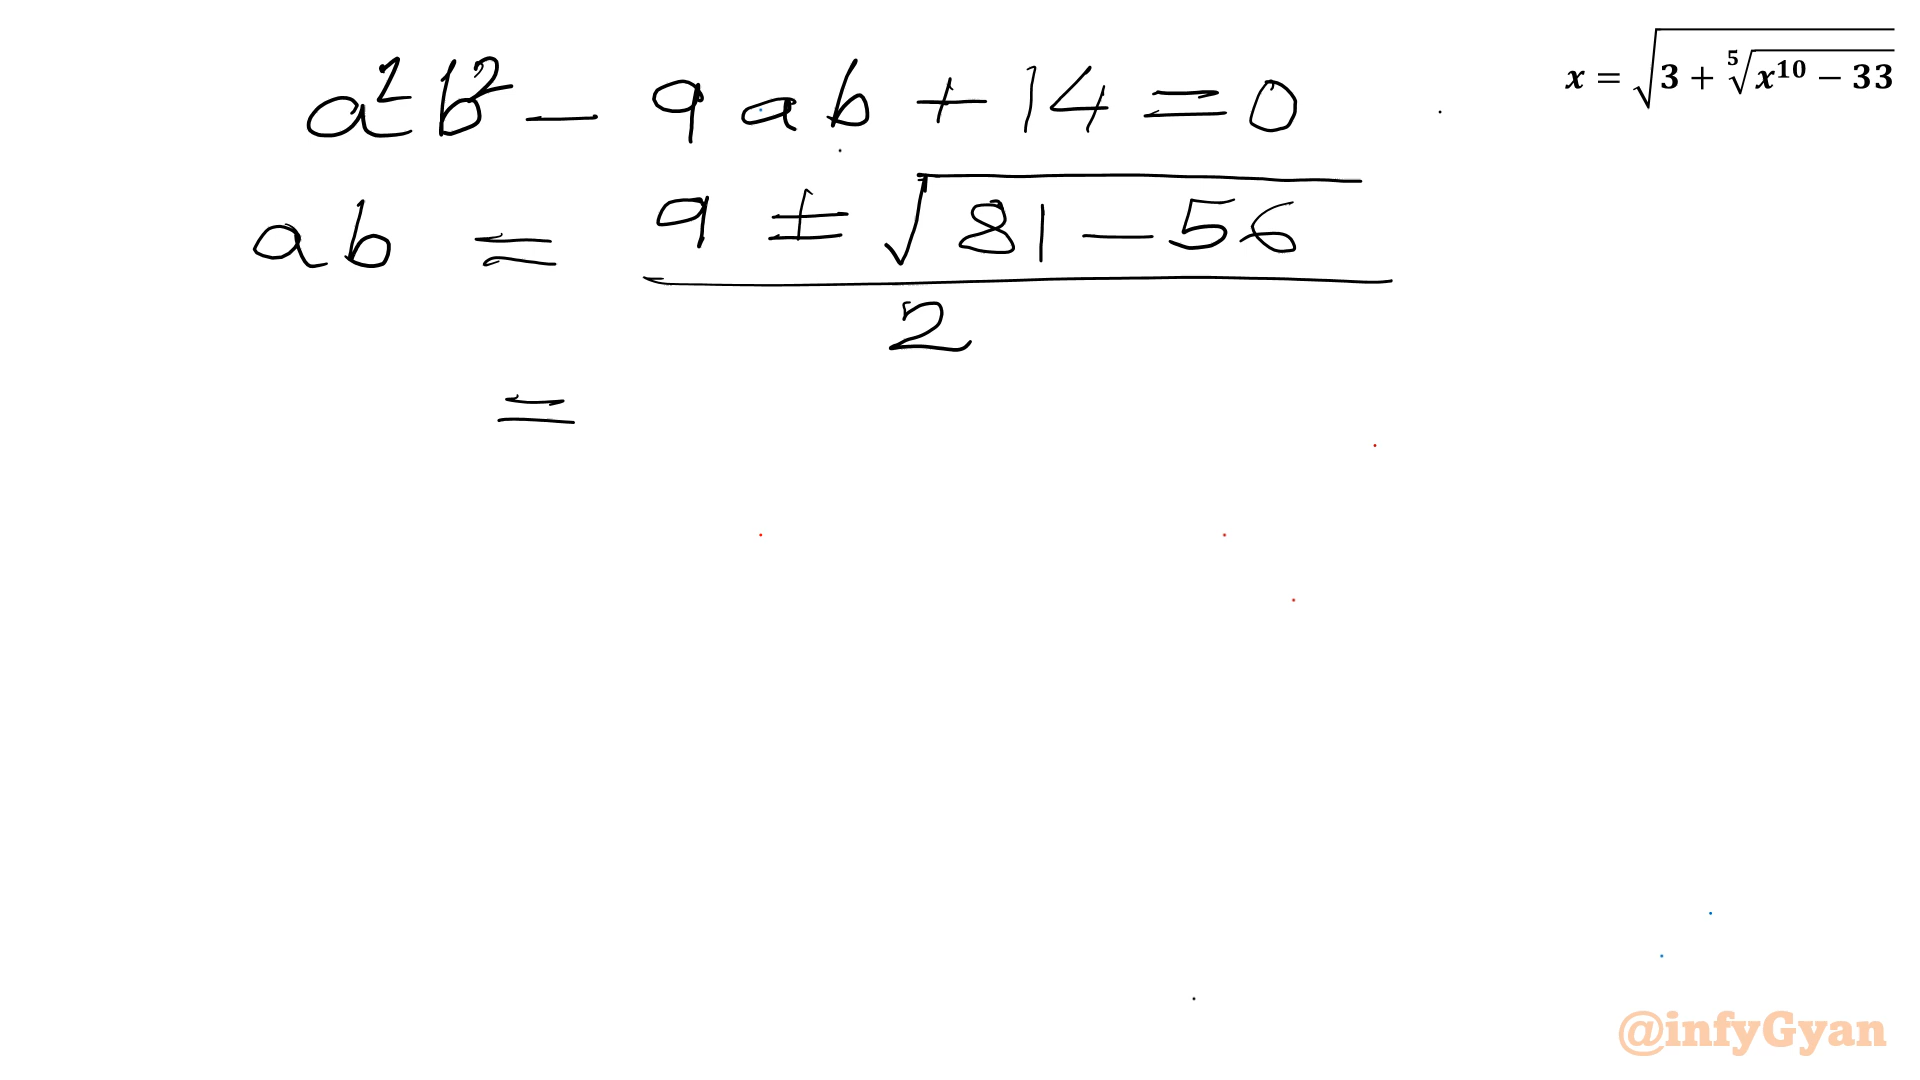 x = √(3 + ⁵√(x¹⁰ − 33))
a²b² − 9ab + 14 = 0
ab = (9 ± √(81 − 56))/2
=
@infyGyan